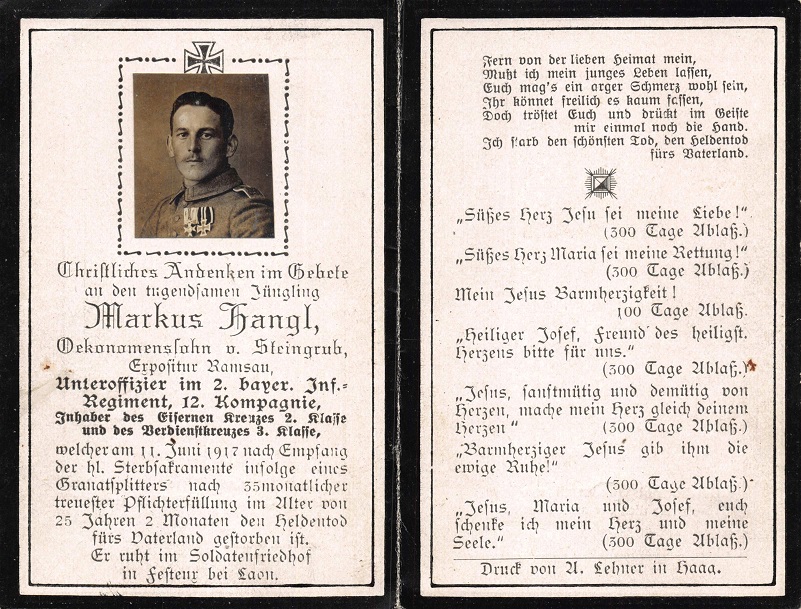 Christliches Andenken im Gebete
an den tugendsamen Jüngling
Markus Hangl,
Oekonomenssohn v. Steingrub,
Expositur Ramsau,
Unteroffizier im 2. bayer. Inf.-
Regiment, 12. Kompagnie,
Inhaber des Eisernen Kreuzes 2. Klasse
und des Verdienstkreuzes 3. Klasse,
welcher am 11. Juni 1917 nach Empfang
der hl. Sterbsakramente infolge eines
Granatsplitters nach 35monatlicher
treuester Pflichterfüllung im Alter von
25 Jahren 2 Monaten den Heldentod
fürs Vaterland gestorben ist.
Er ruht im Soldatenfriedhof
in Festeux bei Laon.
Fern von der lieben Heimat mein,
Mußt ich mein junges Leben lassen,
Euch mag's ein arger Schmerz wohl sein,
Ihr könnet freilich es kaum fassen,
Doch tröstet Euch und drückt im Geiste
mir einmal noch die Hand.
Ich starb den schönsten Tod, den Heldentod
fürs Vaterland.
„Süßes Herz Jesu sei meine Liebe!"
(300 Tage Ablaß.)
„Süßes Herz Maria sei meine Rettung!"
(300 Tage Ablaß.)
Mein Jesus Barmherzigkeit!
100 Tage Ablaß.
„Heiliger Josef, Freund des heiligst.
Herzens bitte für uns."
(300 Tage Ablaß.)
„Jesus, sanftmütig und demütig von
Herzen, mache mein Herz gleich deinem
Herzen" (300 Tage Ablaß.)
„Barmherziger Jesus gib ihm die
ewige Ruhe!"
(300 Tage Ablaß.)
„Jesus, Maria und Josef, euch
schenke ich mein Herz und meine
Seele." (300 Tage Ablaß.)
Druck von A. Lehner in Haag.